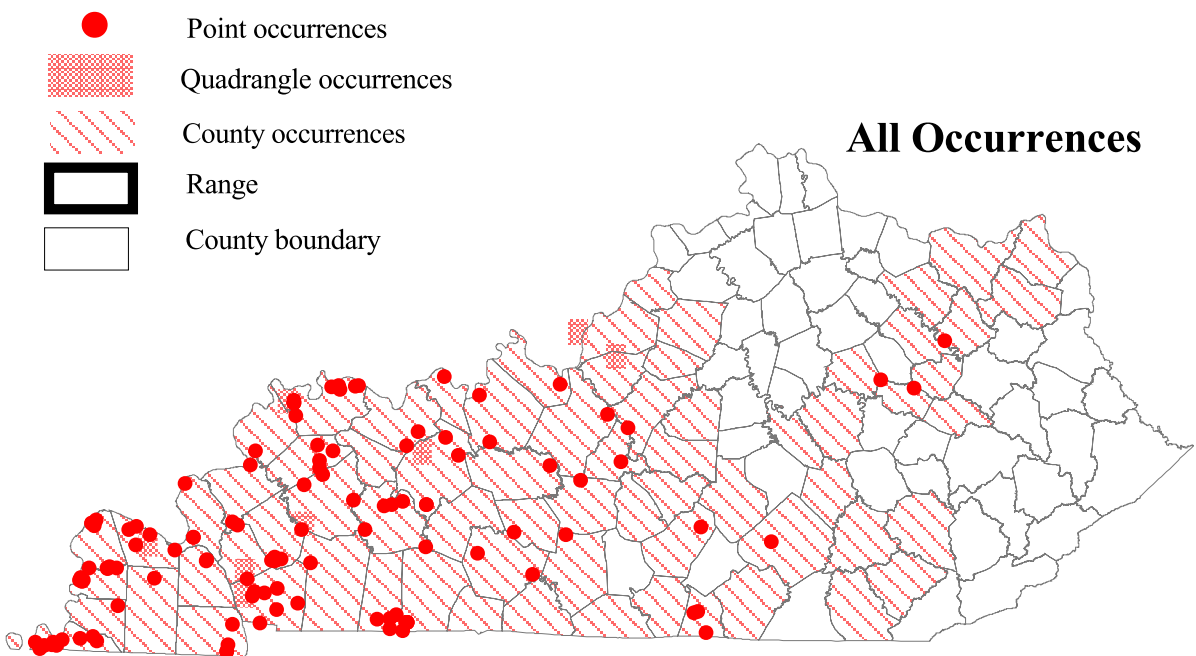 Point occurrences
Quadrangle occurrences
County occurrences
Range
County boundary
All Occurrences